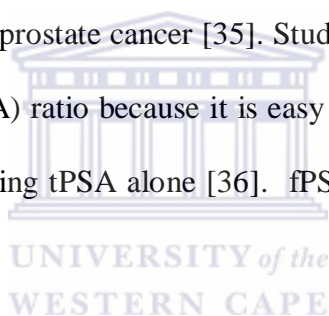 prostate cancer [35]. Stud
A) ratio because it is easy
ing tPSA alone [36]. fPS
UNIVERSITY of the
WESTERN CAPE